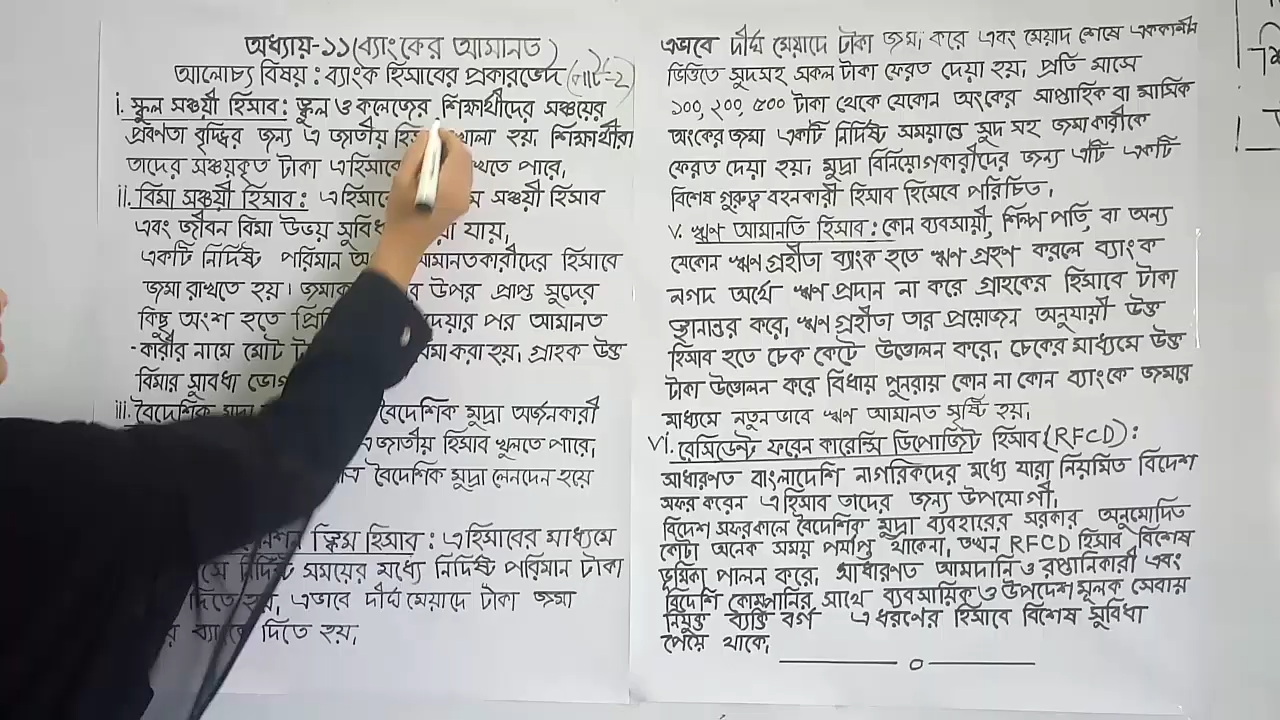 অধ্যায়-১১(ব্যাংকের আমানত)
আলোচ্য বিষয়: ব্যাংক হিসাবের প্রকারভেদ (পার্ট-2)
i. স্কুল সঞ্চয়ী হিসাব: স্কুল ও কলেজের শিক্ষার্থীদের সঞ্চয়ের
প্রবণতা বৃদ্ধির জন্য এ জাতীয় খোলা হয়, শিক্ষার্থীরা
তাদের সঞ্চয়কৃত টাকা এহিসাবে পারে,
ii. বিমা সঞ্চয়ী হিসাব: সঞ্চয়ী হিসাব
এবং জীবন বিমা উভয় সুবিধা যায়,
একটি নির্দিষ্ট পরিমান আমানতকারীদের হিসাবে
জমা রাখতে হয়। উপর প্রাপ্ত সুদের
কিছু অংশ হতে দেয়ার পর আমানত
-কারীর নামে মোট করা হয়, গ্রাহক উক্ত
বিমার সুবিধা
iii. বৈদেশিক মুদ্রা বৈদেশিক মুদ্রা অর্জনকারী
এজাতীয় হিসাব খুলতে পারে,
বৈদেশিক মুদ্রা লেনদেন হয়ে
স্কিম হিসাব: এহিসাবের মাধ্যমে
নির্দিষ্ট সময়ের মধ্যে নির্দিষ্ট পরিমান টাকা
দিতে হয়, এভাবে দীর্ঘ মেয়াদে টাকা জমা
দিতে হয়,
এভাবে দীর্ঘ মেয়াদে টাকা জমা করে এবং মেয়াদ শেষে এককালীন
ভিত্তিতে সুদসহ সকল টাকা ফেরত দেয়া হয়, প্রতি মাসে
১০০, ২০০, ৫০০ টাকা থেকে যেকোন অংকের সাপ্তাহিক বা মাসিক
অংকের জমা একটি নির্দিষ্ট সময়ান্তে সুদ সহ জমাকারীকে
ফেরত দেয়া হয়, মুদ্রা বিনিয়োগকারীদের জন্য এটি একটি
বিশেষ গুরুত্ব বহনকারী হিসাব হিসেবে পরিচিত,
v. ঋণ আমানতি হিসাব: কোন ব্যবসায়ী, শিল্প পতি, বা অন্য
যেকোন ঋণ গ্রহীতা ব্যাংক হতে ঋণ গ্রহণ করলে ব্যাংক
নগদ অর্থে ঋণ প্রদান না করে গ্রাহকের হিসাবে টাকা
স্থানান্তর করে, ঋণ গ্রহীতা তার প্রয়োজন অনুযায়ী উক্ত
হিসাব হতে চেক কেটে উত্তোলন করে, চেকের মাধ্যমে উক্ত
টাকা উত্তোলন করে বিধায় পুনরায় কোন না কোন ব্যাংকে জমার
মাধ্যমে নতুন ভাবে ঋণ আমানত সৃষ্টি হয়,
vi. রেসিডেন্ট ফরেন কারেন্সি ডিপোজিট হিসাব (RFCD):
সাধারণত বাংলাদেশি নাগরিকদের মধ্যে যারা নিয়মিত বিদেশ
সফর করেন এ হিসাব তাদের জন্য উপযোগী,
বিদেশ সফরকালে বৈদেশিক মুদ্রা ব্যবহারের সরকার অনুমোদিত
কোটা অনেক সময় পর্যাপ্ত থাকেনা, তখন RFCD হিসাব বিশেষ
ভূমিকা পালন করে, সাধারণত আমদানি ও রপ্তানিকারী এবং
বিদেশি কোম্পানির সাথে ব্যবসায়িক ও উপদেশ মূলক সেবায়
নিযুক্ত ব্যক্তি বর্গ এ ধরণের হিসাবে বিশেষ সুবিধা
পেয়ে থাকে,